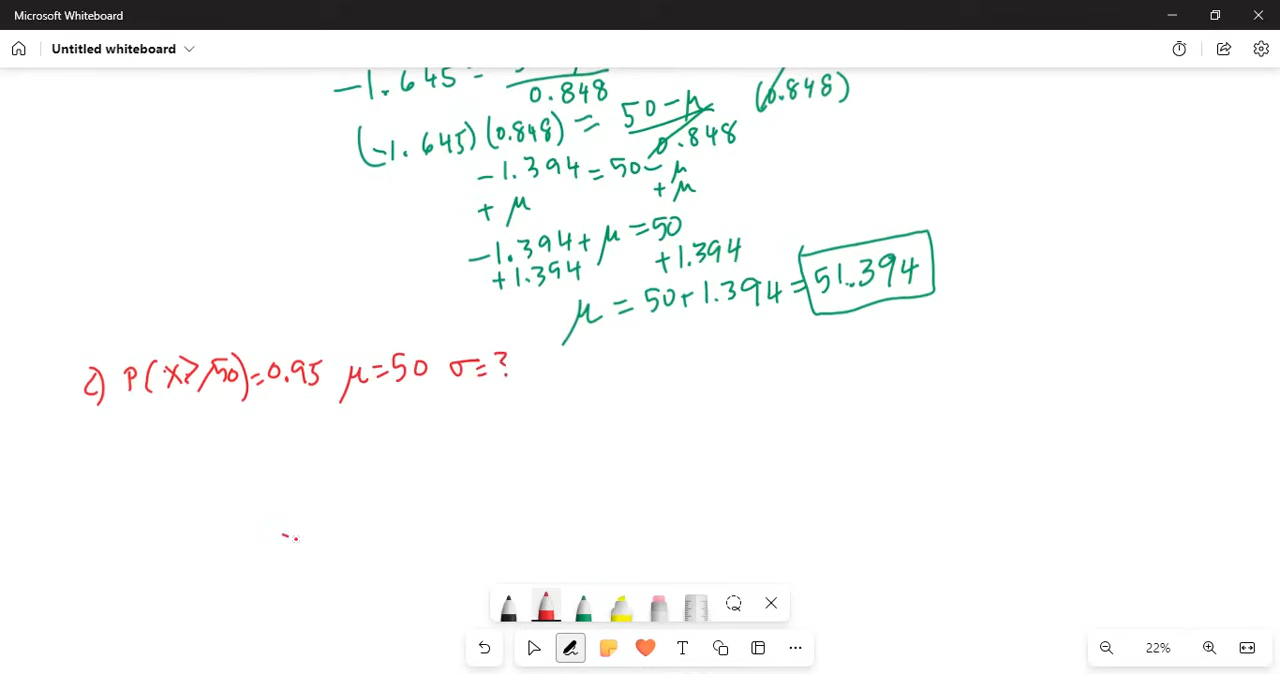 Microsoft Whiteboard
Untitled whiteboard
-1.645 =
0.848
(0.848)
(-1.645)(0.848) = 50-μ
0.848
-1.394 = 50-μ
+μ +μ
-1.394+μ = 50
+1.394 +1.394
μ = 50+1.394 = 51.394
c) P(X≥50)=0.95 μ=50 σ=?
22%